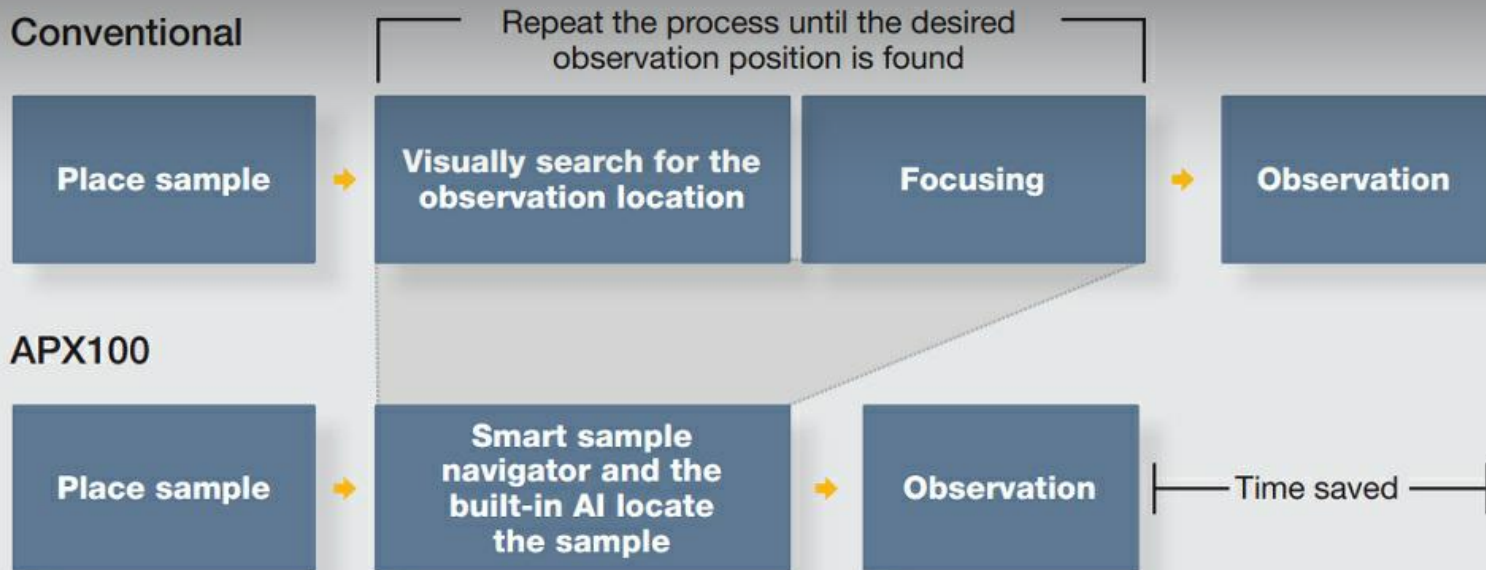 Conventional
Repeat the process until the desired
observation position is found
Place sample
Visually search for the
observation location
Focusing
Observation
APX100
Place sample
Smart sample
navigator and the
built-in AI locate
the sample
Observation
Time saved